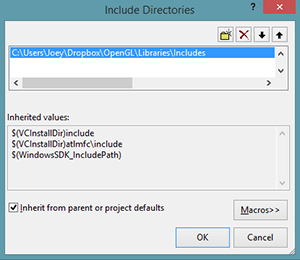 Include Directories
? ×
C:\Users\Joey\Dropbox\OpenGL\Libraries\Includes
Inherited values:
$(VCInstallDir)include
$(VCInstallDir)atlmfc\include
$(WindowsSDK_IncludePath)
Inherit from parent or project defaults
Macros>>
OK Cancel